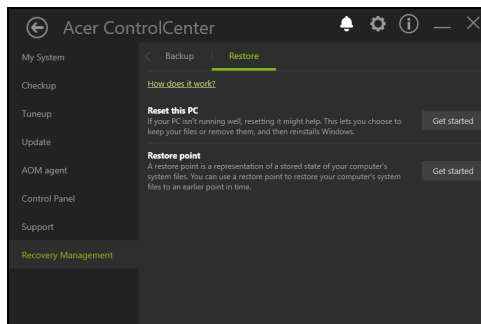 Acer ControlCenter
My System
Backup
Restore
Checkup
How does it work?
Tuneup
Reset this PC
If your PC isn't running well, resetting it might help. This lets you choose to
keep your files or remove them, and then reinstalls Windows.
Get started
Update
Restore point
A restore point is a representation of a stored state of your computer's
system files. You can use a restore point to restore your computer's system
files to an earlier point in time.
Get started
AOM agent
Control Panel
Support
Recovery Management